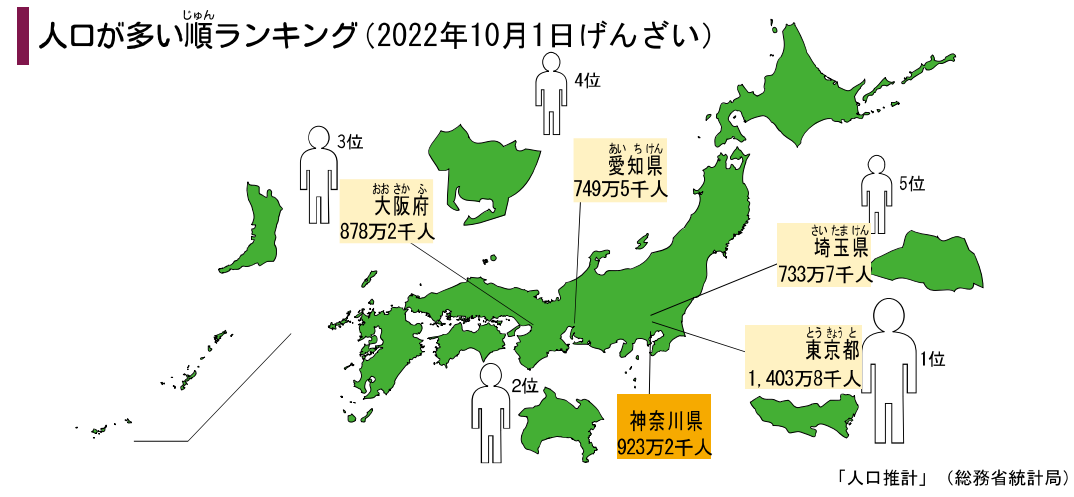 じゅん
人口が多い順ランキング(2022年10月1日げんざい)
4位
3位
あい ち けん
愛知県
749万5千人
おお さか ふ
大阪府
878万2千人
5位
さい たま けん
埼玉県
733万7千人
とう きょう と
東京都
1,403万8千人
1位
2位
神奈川県
923万2千人
「人口推計」（総務省統計局）